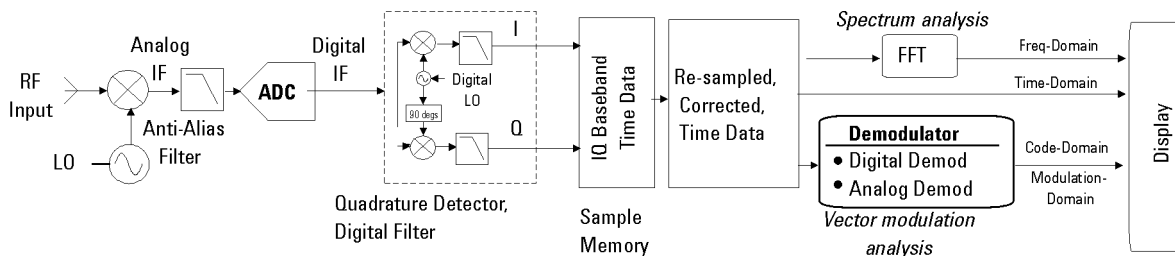 RF
Input
LO
Analog
IF
Anti-Alias
Filter
ADC
Digital
IF
I
Digital
LO
90 degs
Q
Quadrature Detector,
Digital Filter
IQ Baseband
Time Data
Sample
Memory
Re-sampled,
Corrected,
Time Data
Spectrum analysis
FFT
Freq-Domain
Time-Domain
Demodulator
• Digital Demod
• Analog Demod
Vector modulation
analysis
Code-Domain
Modulation-
Domain
Display